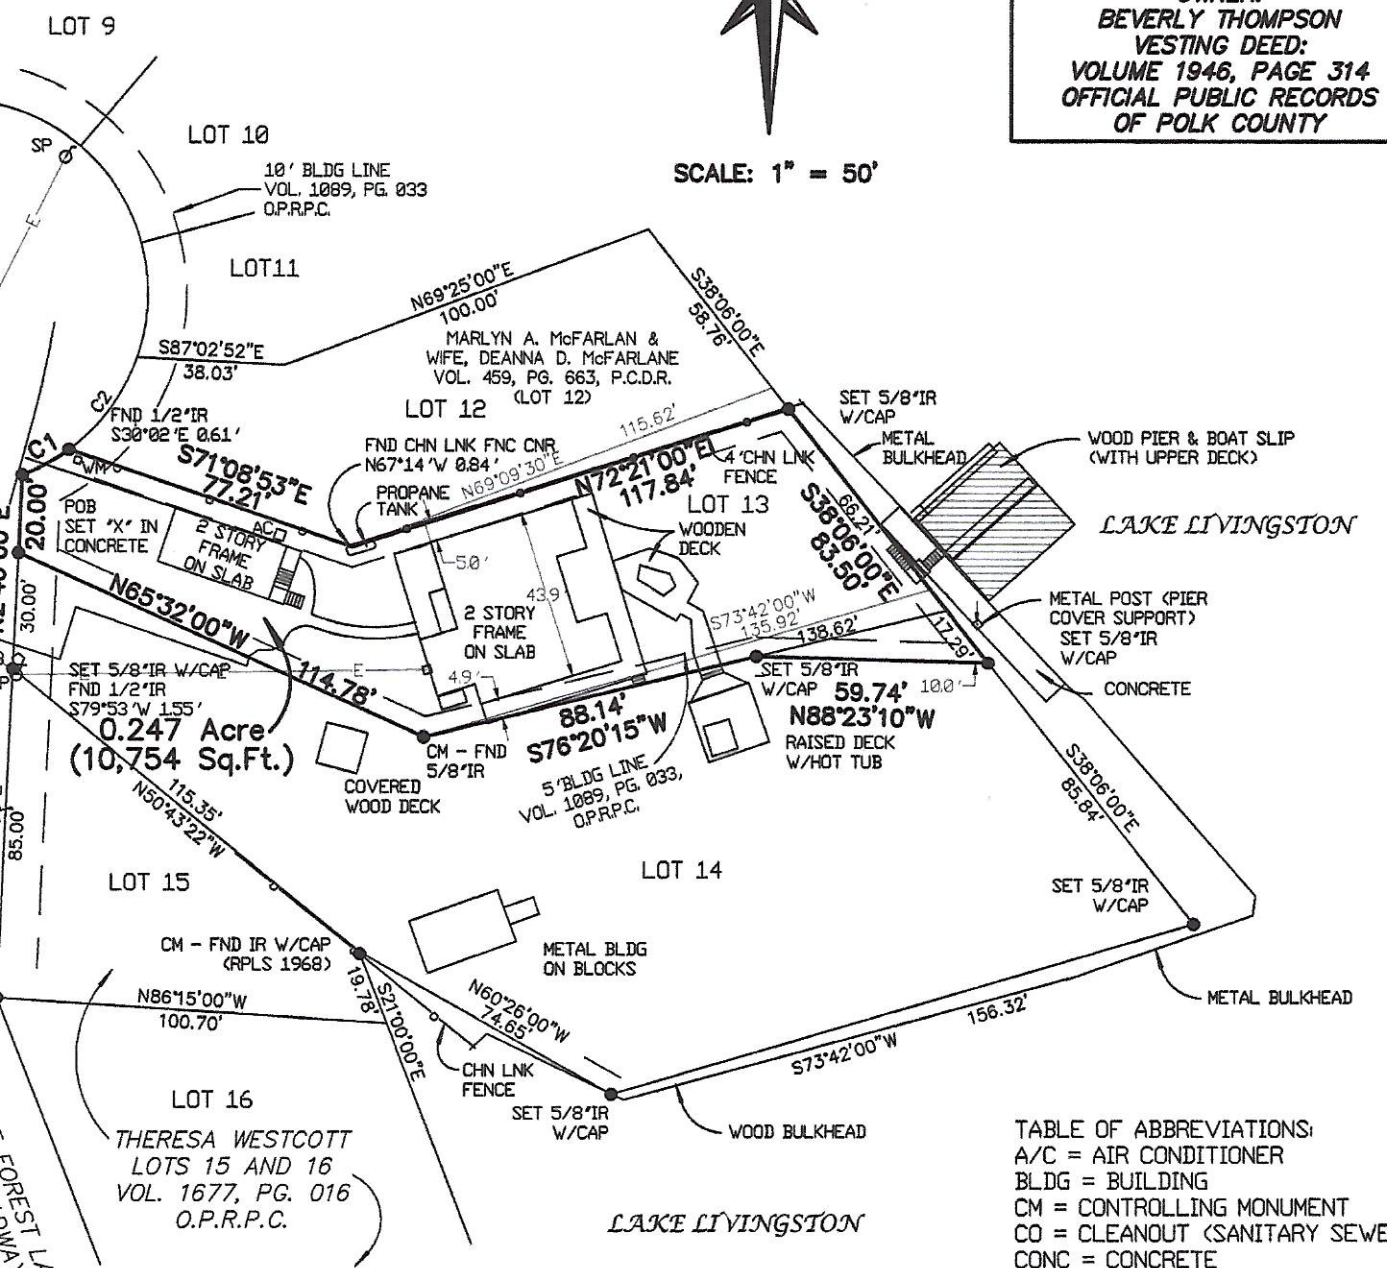 LOT 9
OWNER:
BEVERLY THOMPSON
VESTING DEED:
VOLUME 1946, PAGE 314
OFFICIAL PUBLIC RECORDS
OF POLK COUNTY
SP
LOT 10
10' BLDG LINE
VOL. 1089, PG. 033
O.P.R.P.C.
SCALE: 1" = 50'
E
LOT11
N69°25'00"E
100.00'
S38°06'00"E
58.76'
S87°02'52"E
38.03'
MARLYN A. McFARLAN &
WIFE, DEANNA D. McFARLANE
VOL. 459, PG. 663, P.C.D.R.
(LOT 12)
LOT 12
C2
FND 1/2"IR
S30°02'E 0.61'
C1
WM
S71°08'53"E
77.21'
FND CHN LNK FNC CNR
N67°14'W 0.84'
115.62'
N69°09'30"E
N72°21'00"E
117.84'
4'CHN LNK
FENCE
SET 5/8"IR
W/CAP
METAL
BULKHEAD
WOOD PIER & BOAT SLIP
(WITH UPPER DECK)
LAKE LIVINGSTON
PROPANE
TANK
LOT 13
WOODEN
DECK
S38°06'00"E
83.50'
66.21'
20.00'
POB
SET "X" IN
CONCRETE
2 STORY
FRAME
ON SLAB
AC
5.0'
43.9'
2 STORY
FRAME
ON SLAB
4.9'
S73°42'00"W
135.92'
138.62'
17.29'
METAL POST (PIER
COVER SUPPORT)
SET 5/8"IR
W/CAP
CONCRETE
30.00'
N65°32'00"W
114.78'
E
SET 5/8"IR W/CAP
FND 1/2"IR
S79°53'W 1.55'
0.247 Acre
(10,754 Sq.Ft.)
SET 5/8"IR
W/CAP
59.74'
N88°23'10"W
10.0'
RAISED DECK
W/HOT TUB
88.14'
S76°20'15"W
CM - FND
5/8"IR
5'BLDG LINE
VOL. 1089, PG. 033,
O.P.R.P.C.
COVERED
WOOD DECK
115.35'
N50°43'22"W
85.00'
S38°06'00"E
85.84'
LOT 15
LOT 14
SET 5/8"IR
W/CAP
CM - FND IR W/CAP
(RPLS 1968)
METAL BLDG
ON BLOCKS
N86°15'00"W
100.70'
19.78'
S21°00'00"E
N60°26'00"W
74.65'
CHN LNK
FENCE
METAL BULKHEAD
156.32'
S73°42'00"W
LOT 16
SET 5/8"IR
W/CAP
WOOD BULKHEAD
THERESA WESTCOTT
LOTS 15 AND 16
VOL. 1677, PG. 016
O.P.R.P.C.
FOREST LA
LAKE LIVINGSTON
TABLE OF ABBREVIATIONS:
A/C = AIR CONDITIONER
BLDG = BUILDING
CM = CONTROLLING MONUMENT
CO = CLEANOUT (SANITARY SEWE
CONC = CONCRETE